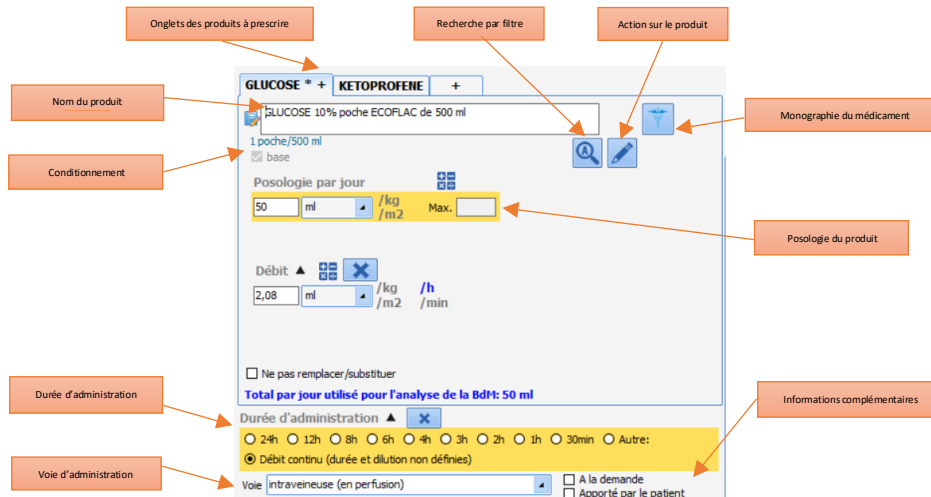 Onglets des produits à prescrire
Recherche par filtre
Action sur le produit
GLUCOSE * + KETOPROFENE +
Nom du produit
GLUCOSE 10% poche ECOFLAC de 500 ml
Monographie du médicament
1 poche/500 ml
base
Conditionnement
Posologie par jour
50 ml /kg /m2 Max.
Posologie du produit
Débit
2,08 ml /kg /m2 /h /min
Ne pas remplacer/substituer
Total par jour utilisé pour l'analyse de la BdM: 50 ml
Durée d'administration
Informations complémentaires
Durée d'administration
24h 12h 8h 6h 4h 3h 2h 1h 30min Autre:
Débit continu (durée et dilution non définies)
Voie d'administration
Voie intraveineuse (en perfusion)
A la demande
Apporté par le patient